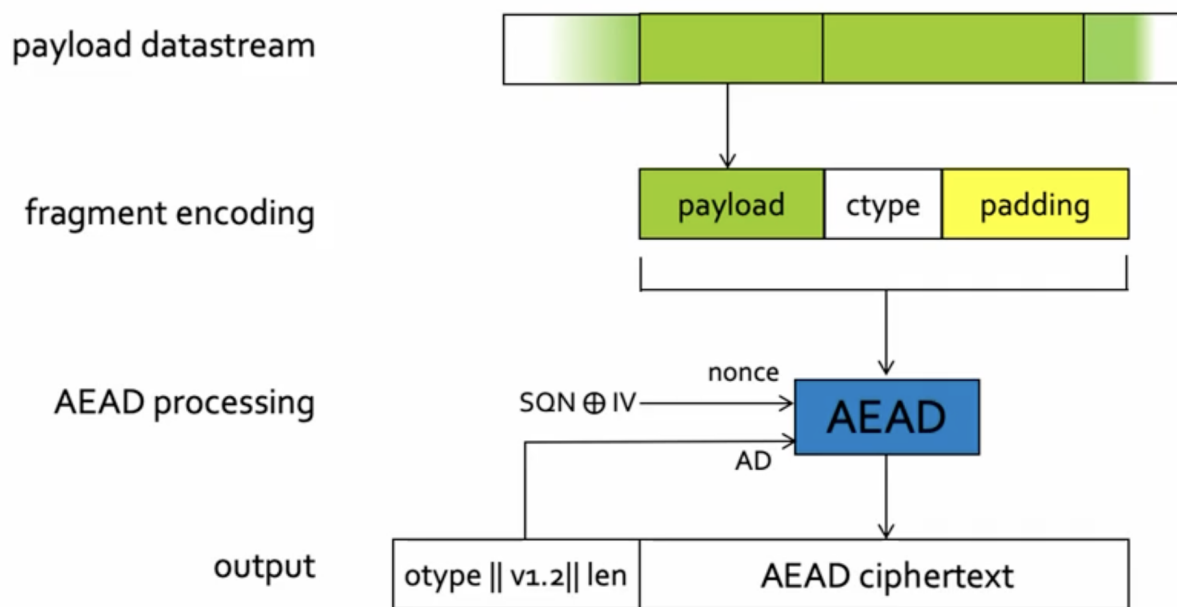 payload datastream
fragment encoding
payload
ctype
padding
AEAD processing
nonce
SQN ⊕ IV
AEAD
AD
output
otype || v1.2|| len
AEAD ciphertext